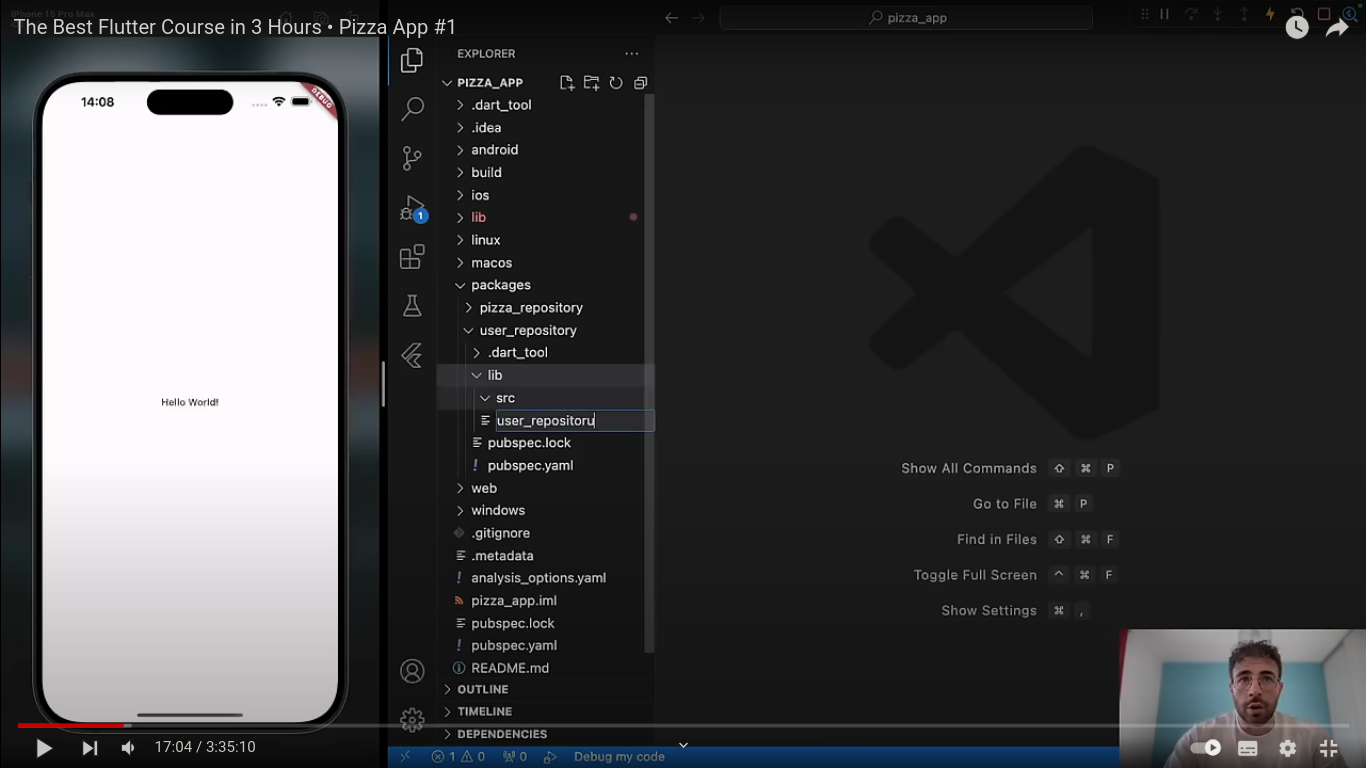 iPhone 15 Pro Max
The Best Flutter Course in 3 Hours • Pizza App #1
pizza_app
14:08
DEBUG
Hello World!
EXPLORER
PIZZA_APP
.dart_tool
.idea
android
build
ios
lib
linux
macos
packages
pizza_repository
user_repository
.dart_tool
lib
src
user_repositoru
pubspec.lock
pubspec.yaml
web
windows
.gitignore
.metadata
analysis_options.yaml
pizza_app.iml
pubspec.lock
pubspec.yaml
README.md
OUTLINE
TIMELINE
DEPENDENCIES
1
Show All Commands ⇧ ⌘ P
Go to File ⌘ P
Find in Files ⇧ ⌘ F
Toggle Full Screen ^ ⌘ F
Show Settings ⌘ ,
17:04 / 3:35:10
1 0 0 Debug my code